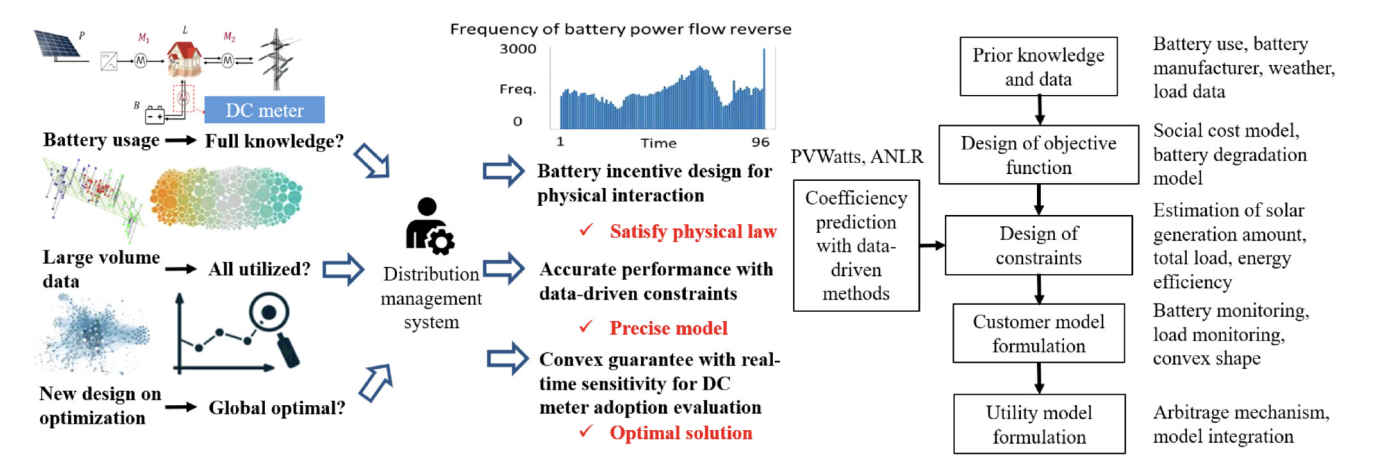 P
M1
L
M2
B
DC meter
Battery usage
Full knowledge?
Large volume
data
All utilized?
New design on
optimization
Global optimal?
Distribution
management
system
Frequency of battery power flow reverse
3000
Freq.
0
1
Time
96
Battery incentive design for
physical interaction
✓ Satisfy physical law
Accurate performance with
data-driven constraints
✓ Precise model
Convex guarantee with real-
time sensitivity for DC
meter adoption evaluation
✓ Optimal solution
PVWatts, ANLR
Coefficiency
prediction
with data-
driven
methods
Prior knowledge
and data
Battery use, battery
manufacturer, weather,
load data
Design of objective
function
Social cost model,
battery degradation
model
Design of
constraints
Estimation of solar
generation amount,
total load, energy
efficiency
Customer model
formulation
Battery monitoring,
load monitoring,
convex shape
Utility model
formulation
Arbitrage mechanism,
model integration